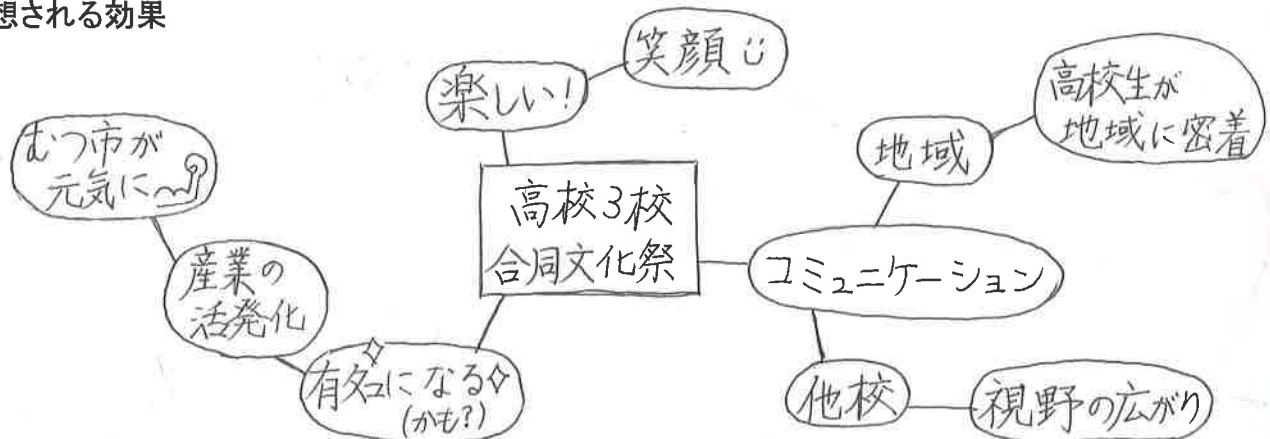 想される効果
笑顔
楽しい!
むつ市が
元気に
産業の
活発化
有名になる
(かも?)
高校3校
合同文化祭
コミュニケーション
地域
高校生が
地域に密着
他校
視野の広がり